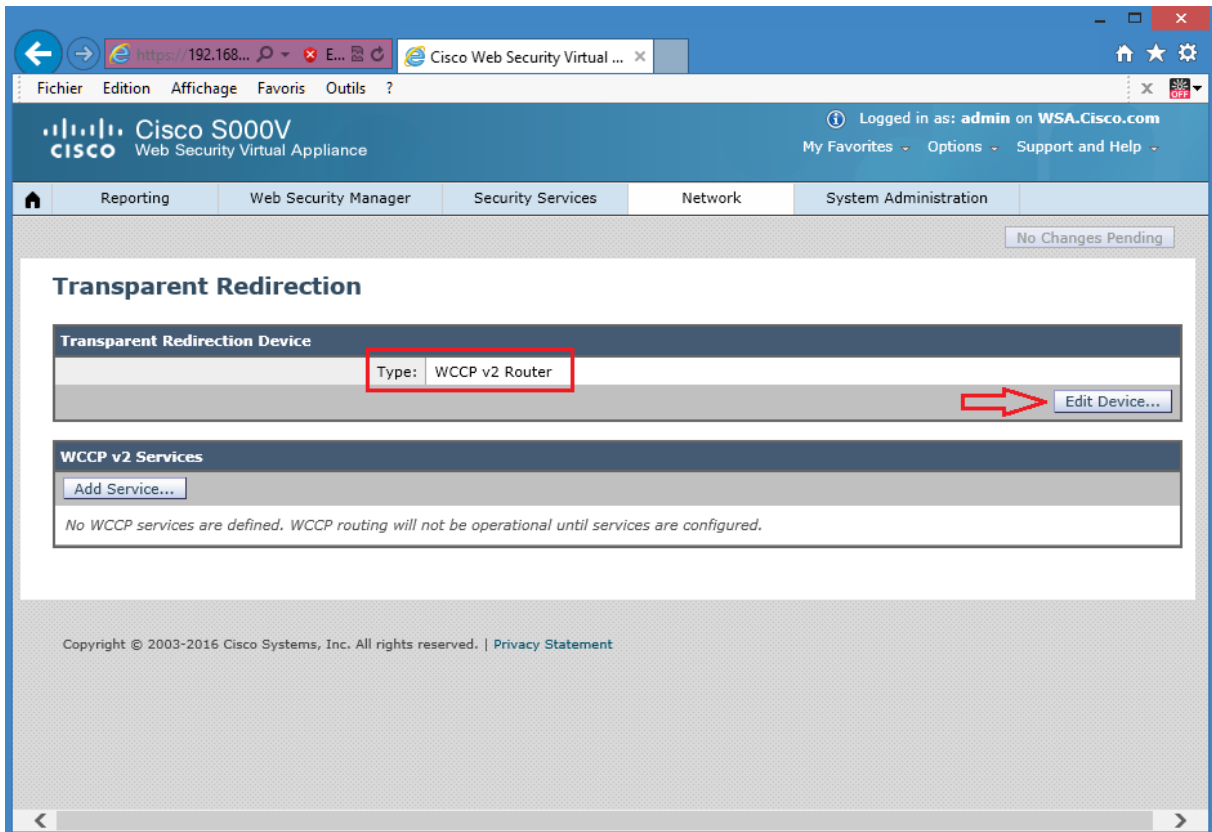 https://192.168... E... Cisco Web Security Virtual ...
Fichier Edition Affichage Favoris Outils ?
OFF
cisco Cisco S000V
Web Security Virtual Appliance
Logged in as: admin on WSA.Cisco.com
My Favorites Options Support and Help
Reporting Web Security Manager Security Services Network System Administration
No Changes Pending
Transparent Redirection
Transparent Redirection Device
Type: WCCP v2 Router
Edit Device...
WCCP v2 Services
Add Service...
No WCCP services are defined. WCCP routing will not be operational until services are configured.
Copyright © 2003-2016 Cisco Systems, Inc. All rights reserved. | Privacy Statement